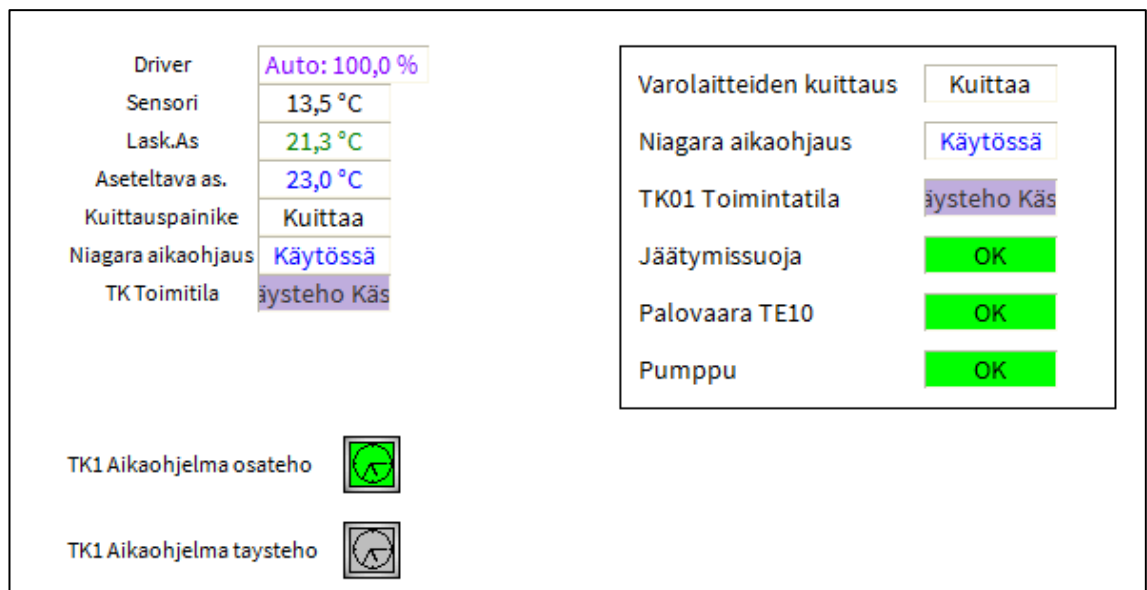 Driver Auto: 100,0 %
Sensori 13,5 °C
Lask.As 21,3 °C
Aseteltava as. 23,0 °C
Kuittauspainike Kuittaa
Niagara aikaohjaus Käytössä
TK Toimitila äysteho Käs
Varolaitteiden kuittaus Kuittaa
Niagara aikaohjaus Käytössä
TK01 Toimintatila äysteho Käs
Jäätymissuoja OK
Palovaara TE10 OK
Pumppu OK
TK1 Aikaohjelma osateho
TK1 Aikaohjelma taysteho